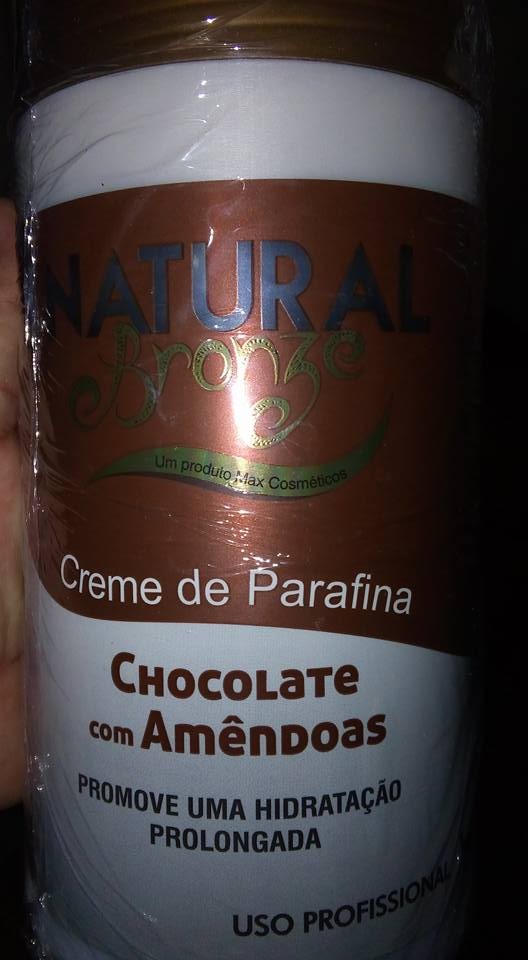 NATURAL
Bronze
Um produto Max Cosméticos
Creme de Parafina
CHOCOLATE
com AMÊNDOAS
PROMOVE UMA HIDRATAÇÃO
PROLONGADA
USO PROFISSIONAL